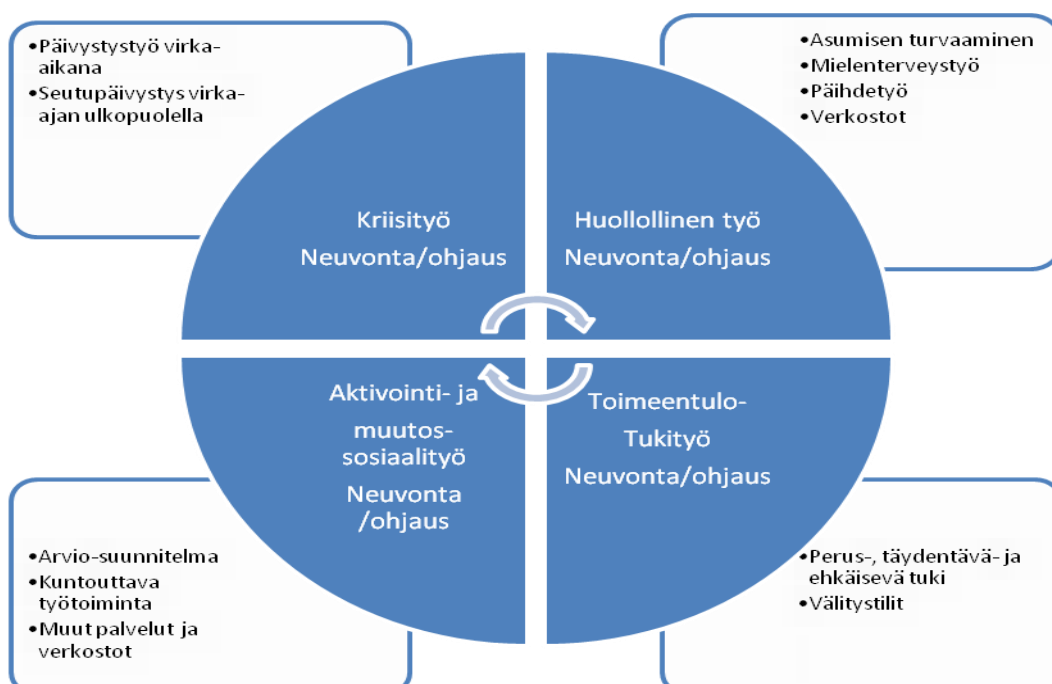 •Päivystystyö virka-
aikana
•Seutupäivystys virka-
ajan ulkopuolella
•Asumisen turvaaminen
•Mielenterveystyö
•Päihdetyö
•Verkostot
Kriisityö
Neuvonta/ohjaus
Huollollinen työ
Neuvonta/ohjaus
Aktivointi- ja
muutos-
sosiaalityö
Neuvonta
/ohjaus
Toimeentulo-
Tukityö
Neuvonta/ohjaus
•Arvio-suunnitelma
•Kuntouttava
työtoiminta
•Muut palvelut ja
verkostot
•Perus-, täydentävä- ja
ehkäisevä tuki
•Välitystilit